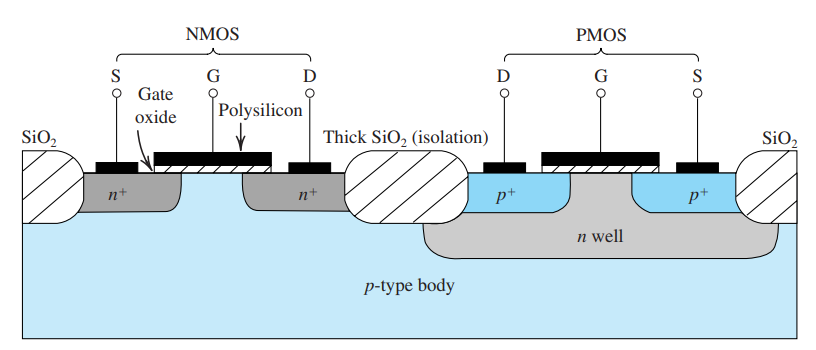 NMOS
PMOS
S
G
D
D
G
S
Gate
oxide
Polysilicon
SiO₂
Thick SiO₂ (isolation)
SiO₂
n⁺
n⁺
p⁺
p⁺
n well
p-type body